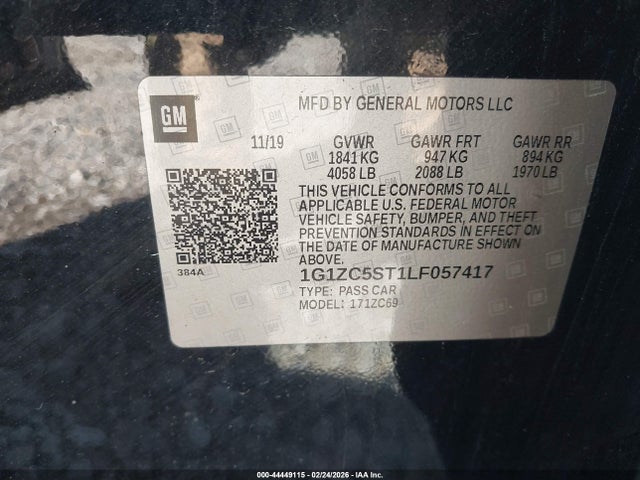 GM
MFD BY GENERAL MOTORS LLC
11/19 GVWR GAWR FRT GAWR RR
1841 KG 947 KG 894 KG
4058 LB 2088 LB 1970 LB
THIS VEHICLE CONFORMS TO ALL
APPLICABLE U.S. FEDERAL MOTOR
VEHICLE SAFETY, BUMPER, AND THEFT
PREVENTION STANDARDS IN EFFECT ON
THE DATE OF MANUFACTURE SHOWN
ABOVE.
384A
1G1ZC5ST1LF057417
TYPE: PASS CAR
MODEL: 171ZC69
000-44449115 - 02/24/2026 - IAA Inc.